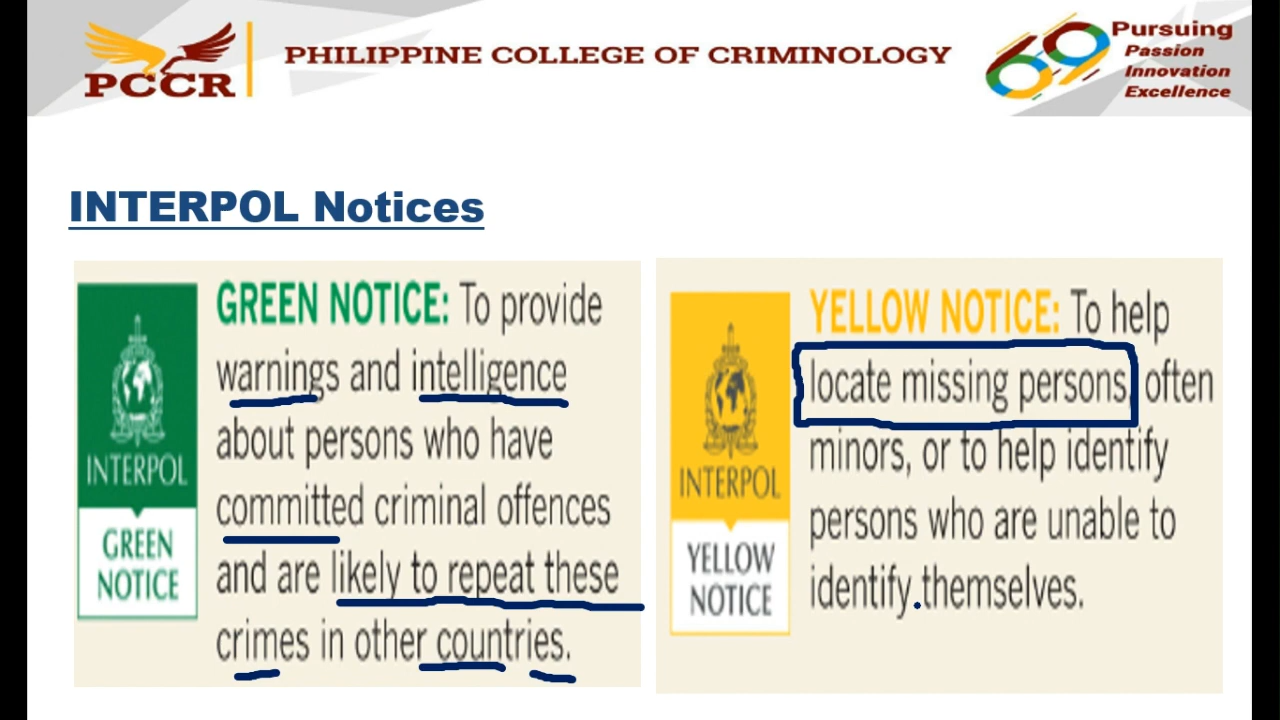 PCCR
PHILIPPINE COLLEGE OF CRIMINOLOGY
69
Pursuing
Passion
Innovation
Excellence
INTERPOL Notices
INTERPOL
GREEN
NOTICE
GREEN NOTICE: To provide
warnings and intelligence
about persons who have
committed criminal offences
and are likely to repeat these
crimes in other countries.
INTERPOL
YELLOW
NOTICE
YELLOW NOTICE: To help
locate missing persons, often
minors, or to help identify
persons who are unable to
identify themselves.